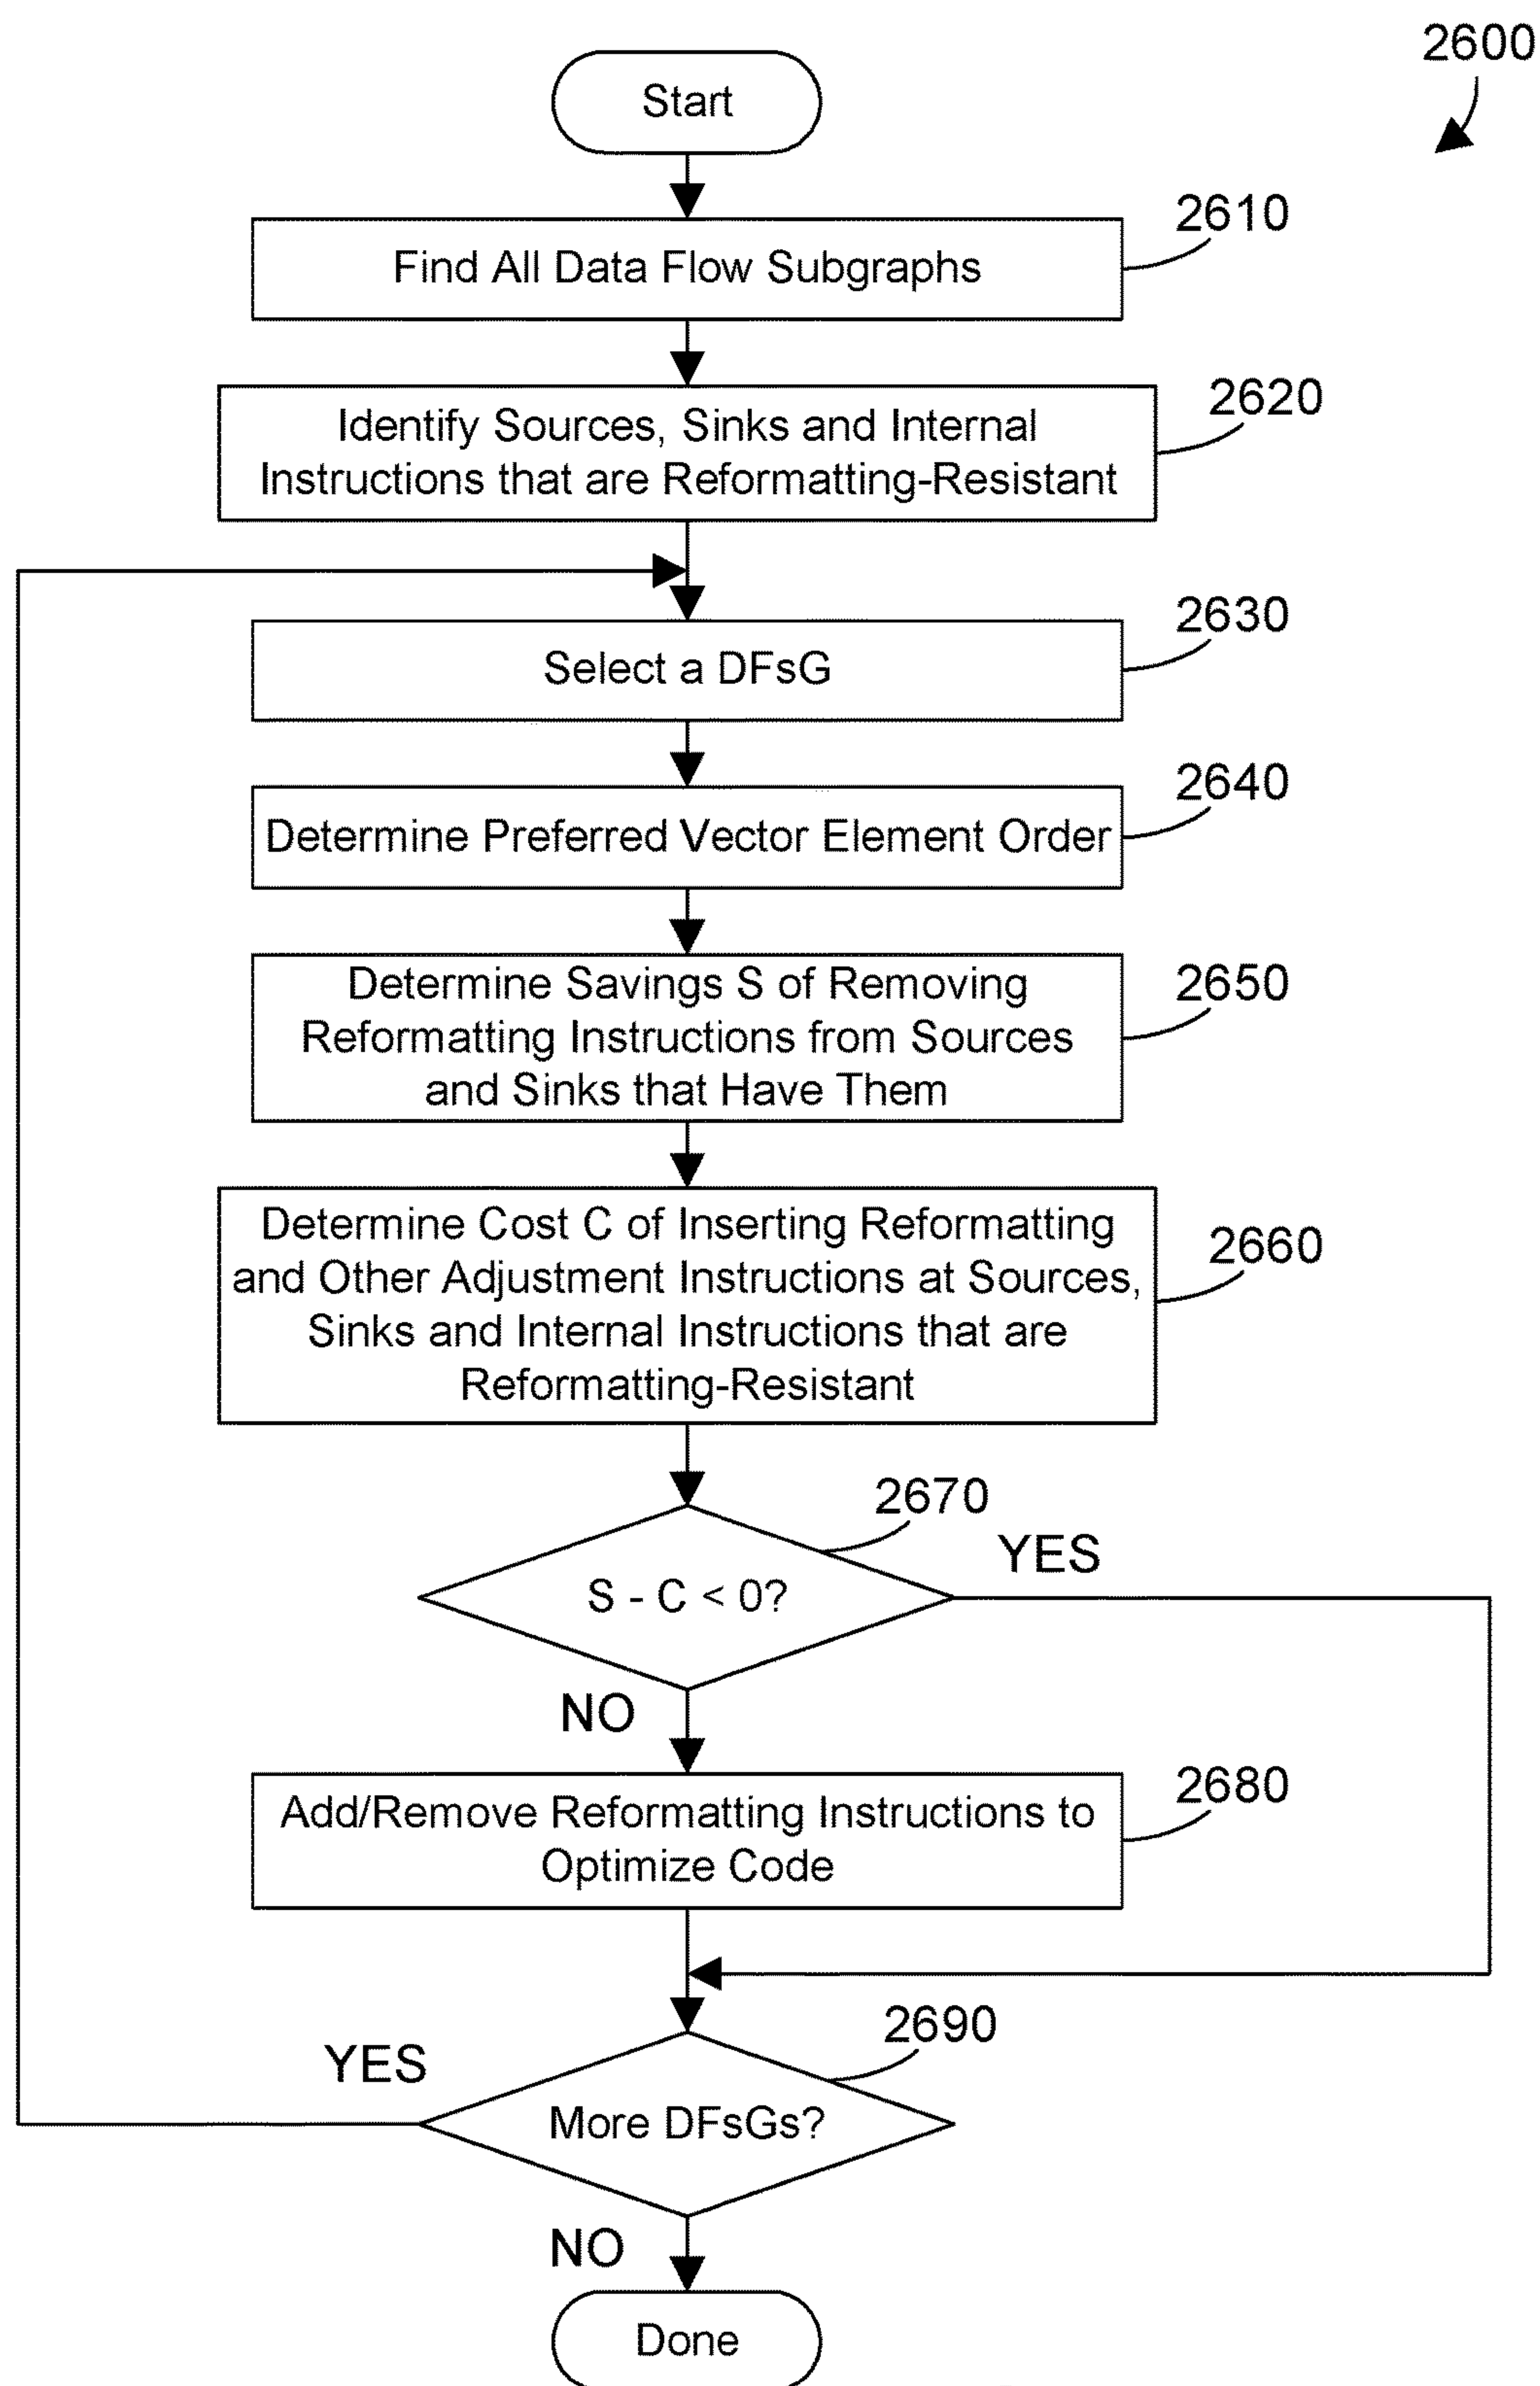 2600
Start
2610
Find All Data Flow Subgraphs
2620
Identify Sources, Sinks and Internal
Instructions that are Reformatting-Resistant
2630
Select a DFsG
2640
Determine Preferred Vector Element Order
2650
Determine Savings S of Removing
Reformatting Instructions from Sources
and Sinks that Have Them
2660
Determine Cost C of Inserting Reformatting
and Other Adjustment Instructions at Sources,
Sinks and Internal Instructions that are
Reformatting-Resistant
2670
YES
S - C < 0?
NO
2680
Add/Remove Reformatting Instructions to
Optimize Code
2690
YES
More DFsGs?
NO
Done